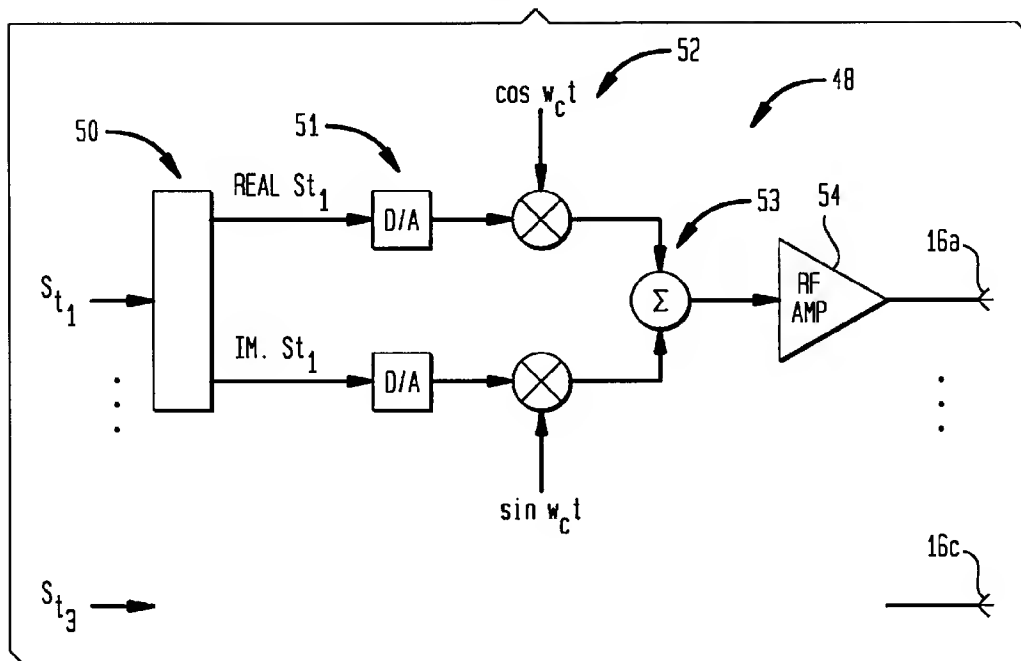 52
cos w_c t
48
50
51
REAL St_1
53
54
D/A
16a
S_t_1
Σ
RF
AMP
IM. St_1
D/A
sin w_c t
16c
S_t_3